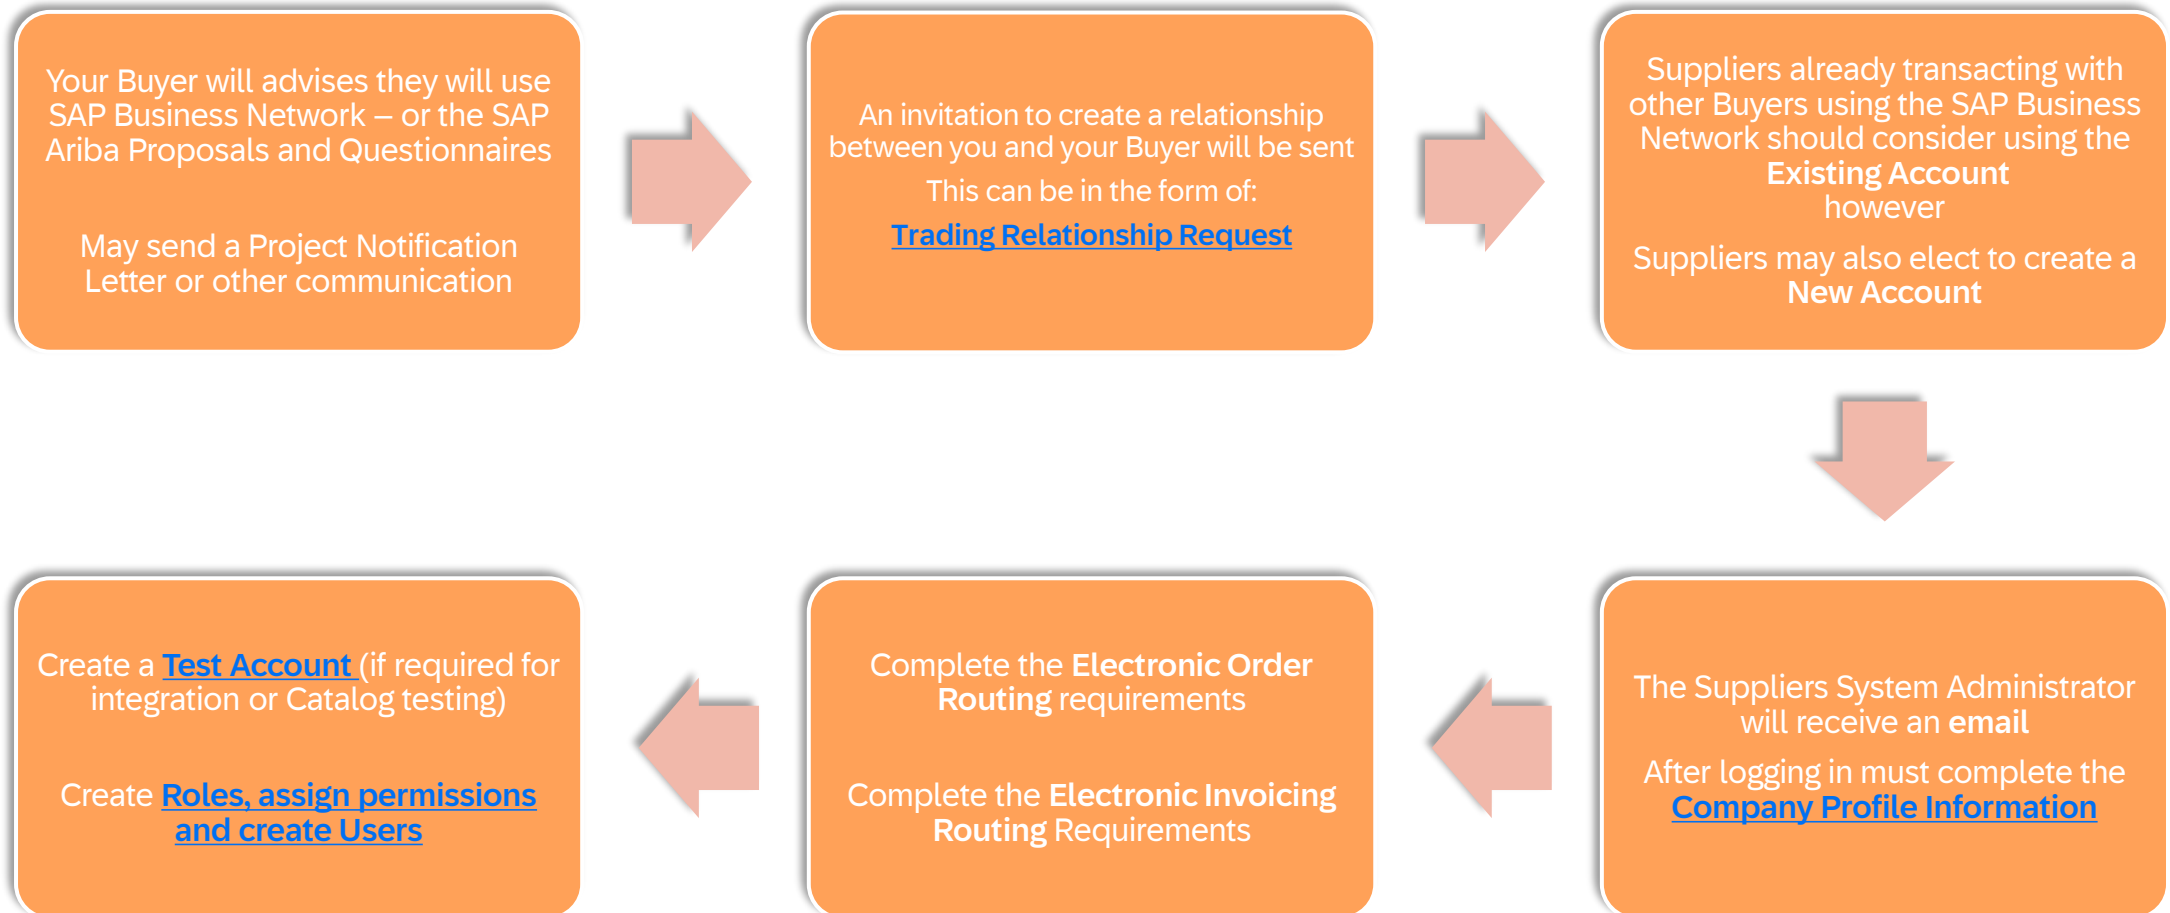 Your Buyer will advises they will use
SAP Business Network – or the SAP
Ariba Proposals and Questionnaires
May send a Project Notification
Letter or other communication
An invitation to create a relationship
between you and your Buyer will be sent
This can be in the form of:
Trading Relationship Request
Suppliers already transacting with
other Buyers using the SAP Business
Network should consider using the
Existing Account
however
Suppliers may also elect to create a
New Account
The Suppliers System Administrator
will receive an email
After logging in must complete the
Company Profile Information
Complete the Electronic Order
Routing requirements
Complete the Electronic Invoicing
Routing Requirements
Create a Test Account (if required for
integration or Catalog testing)
Create Roles, assign permissions
and create Users